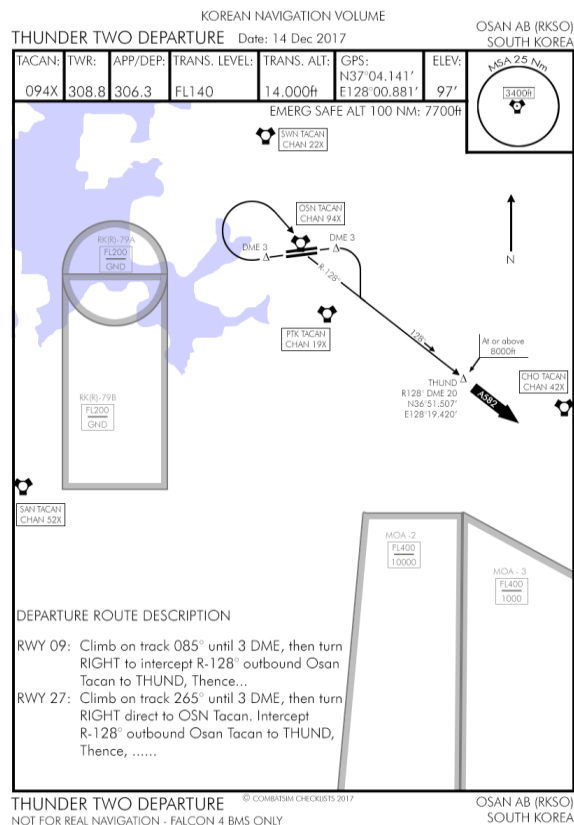 KOREAN NAVIGATION VOLUME
THUNDER TWO DEPARTURE Date: 14 Dec 2017
OSAN AB (RKSO)
SOUTH KOREA
TACAN: TWR: APP/DEP: TRANS. LEVEL: TRANS. ALT: GPS: ELEV:
094X 308.8 306.3 FL140 14.000ft N37°04.141' E128°00.881' 97'
MSA 25 Nm
3400ft
EMERG SAFE ALT 100 NM: 7700ft
SWN TACAN
CHAN 22X
OSN TACAN
CHAN 94X
DME 3
DME 3
N
RK(R)-79A
FL200
GND
R-128°
PTK TACAN
CHAN 19X
128°
At or above
8000ft
THUND
R128° DME 20
N36°51.507'
E128°19.420'
A582
CHO TACAN
CHAN 42X
RK(R)-79B
FL200
GND
SAN TACAN
CHAN 52X
MOA -2
FL400
10000
MOA - 3
FL400
1000
DEPARTURE ROUTE DESCRIPTION
RWY 09: Climb on track 085° until 3 DME, then turn
RIGHT to intercept R-128° outbound Osan
Tacan to THUND, Thence...
RWY 27: Climb on track 265° until 3 DME, then turn
RIGHT direct to OSN Tacan. Intercept
R-128° outbound Osan Tacan to THUND,
Thence, ......
THUNDER TWO DEPARTURE
© COMBATSIM CHECKLISTS 2017
OSAN AB (RKSO)
SOUTH KOREA
NOT FOR REAL NAVIGATION - FALCON 4 BMS ONLY